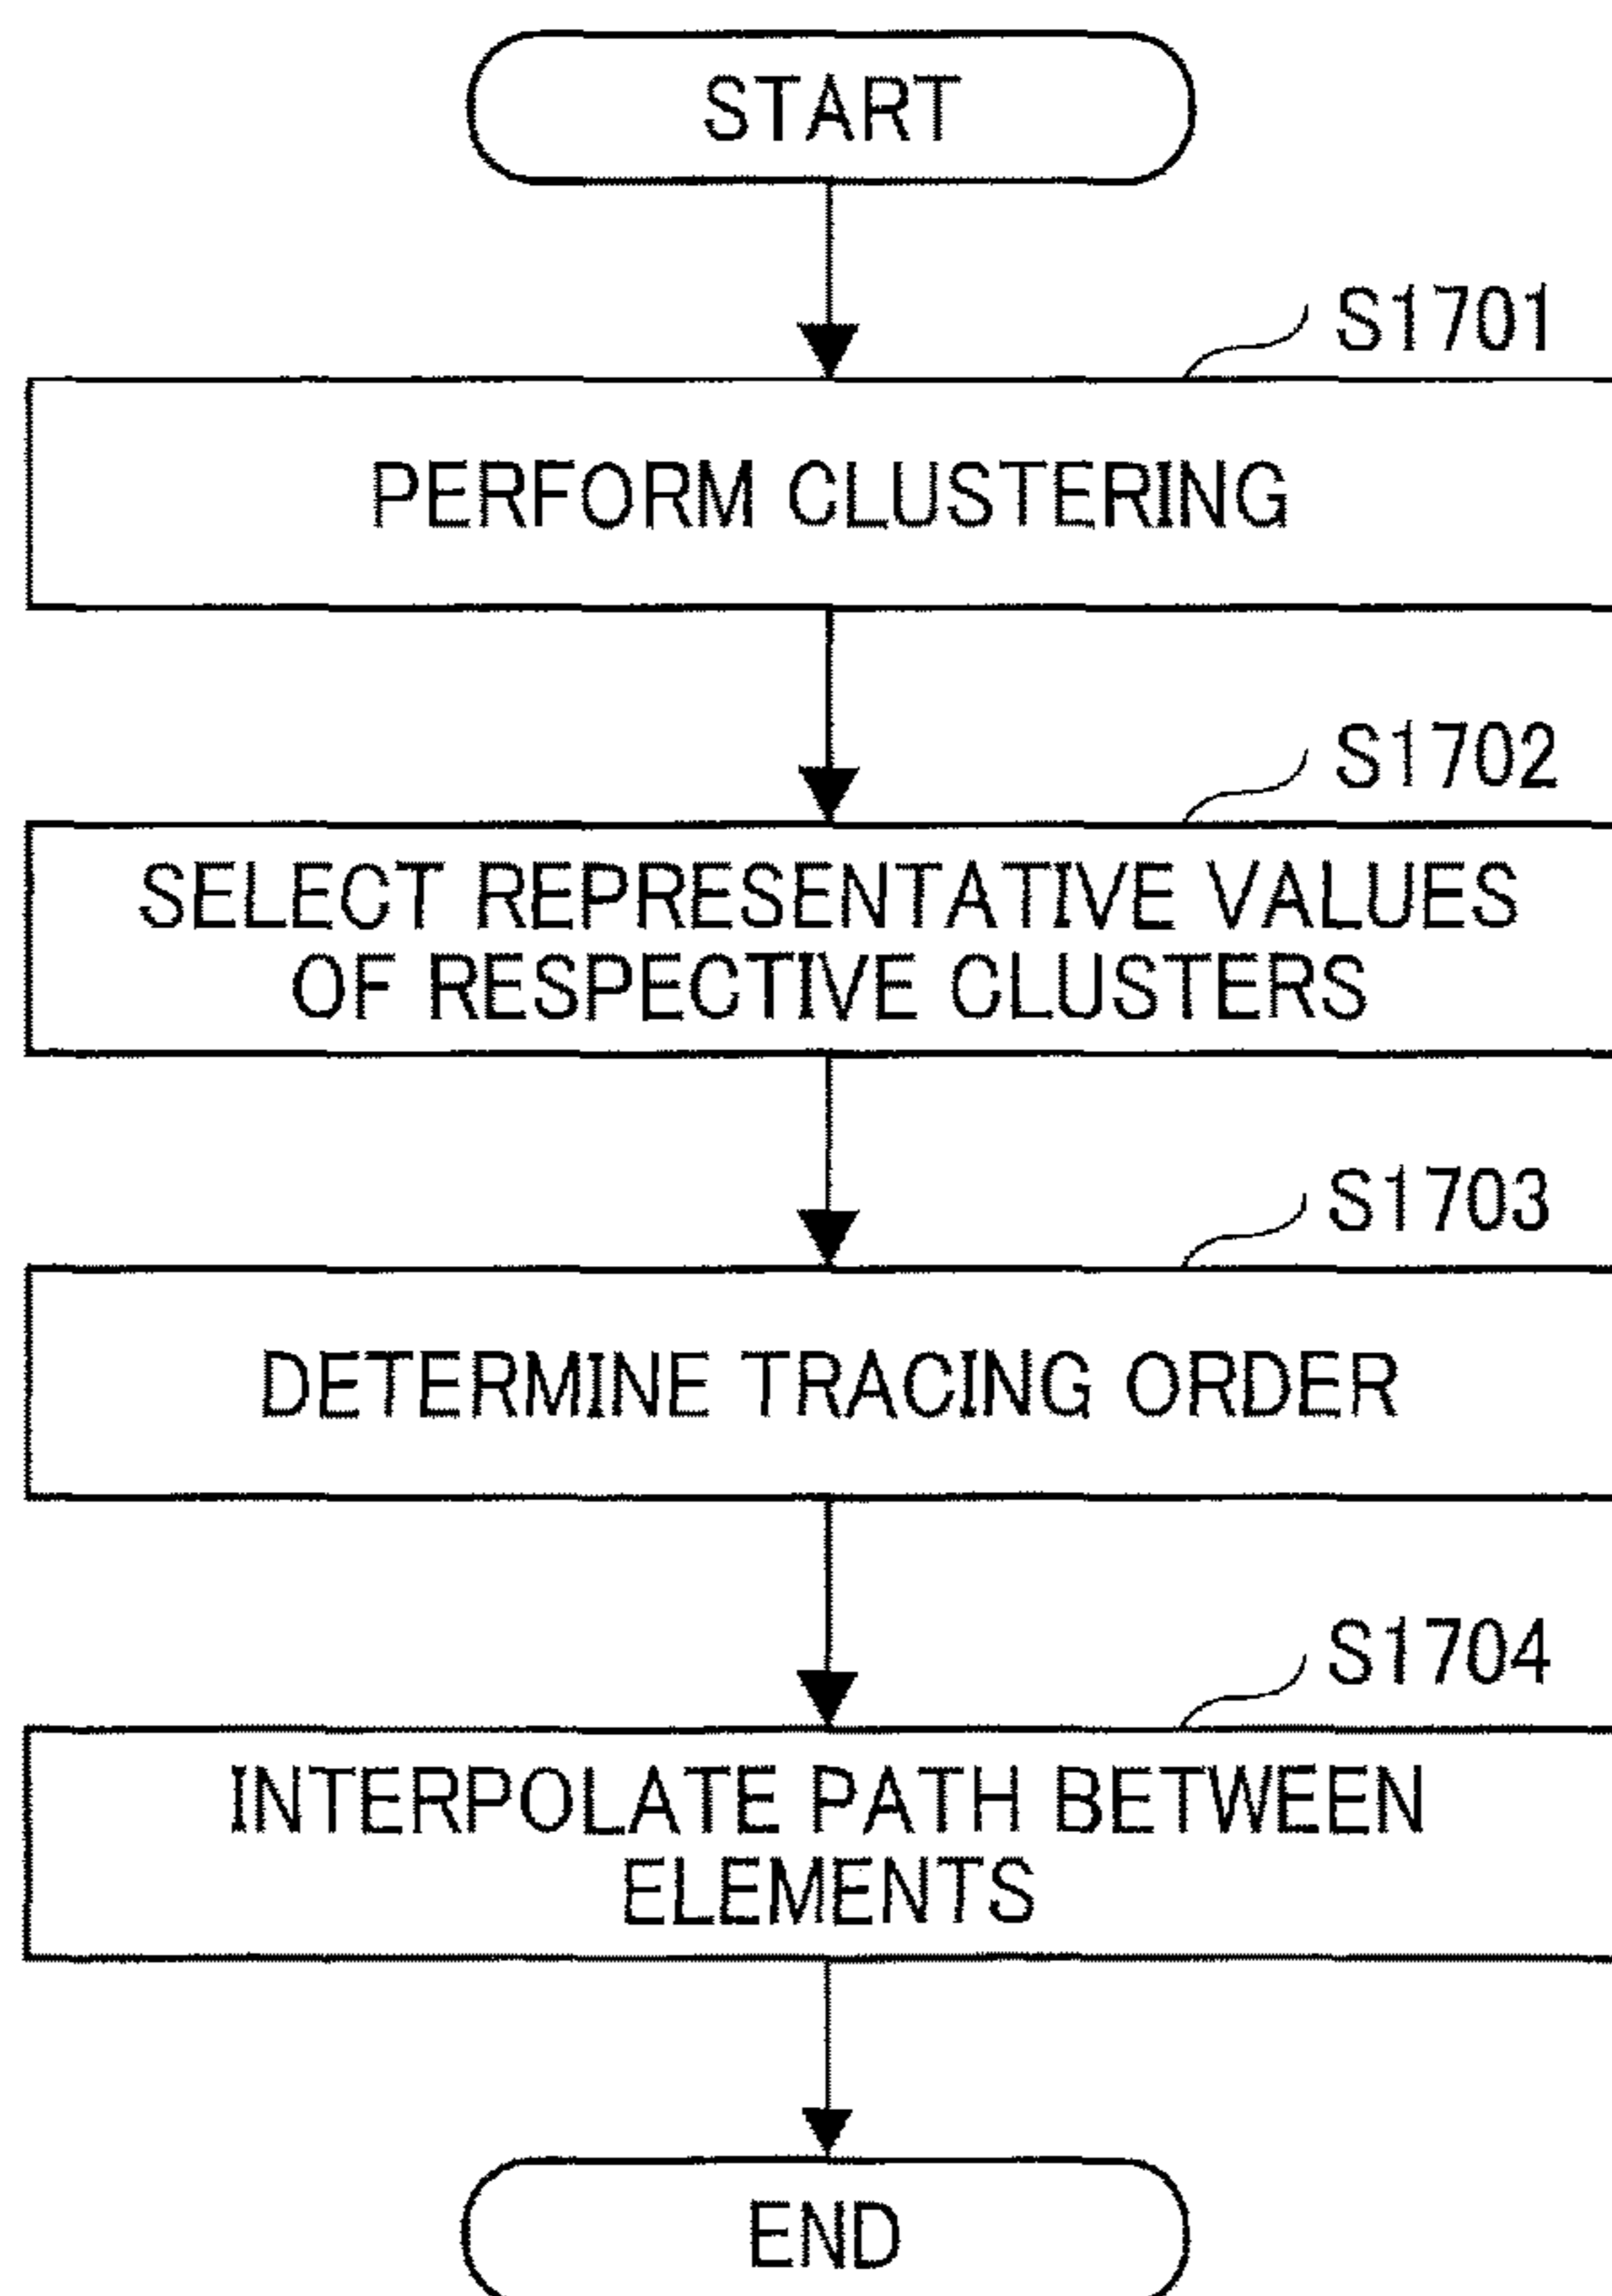 START
S1701
PERFORM CLUSTERING
S1702
SELECT REPRESENTATIVE VALUES
OF RESPECTIVE CLUSTERS
S1703
DETERMINE TRACING ORDER
S1704
INTERPOLATE PATH BETWEEN
ELEMENTS
END